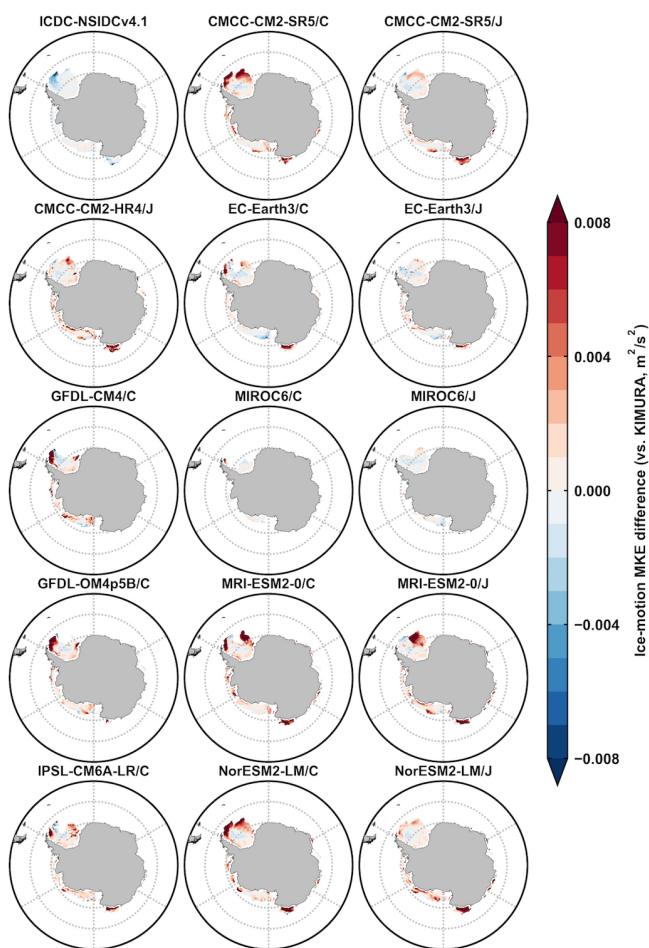 ICDC-NSIDCv4.1 CMCC-CM2-SR5/C CMCC-CM2-SR5/J
CMCC-CM2-HR4/J EC-Earth3/C EC-Earth3/J
GFDL-CM4/C MIROC6/C MIROC6/J
GFDL-OM4p5B/C MRI-ESM2-0/C MRI-ESM2-0/J
IPSL-CM6A-LR/C NorESM2-LM/C NorESM2-LM/J
0.008
0.004
0.000
−0.004
−0.008
Ice-motion MKE difference (vs. KIMURA, m²/s²)